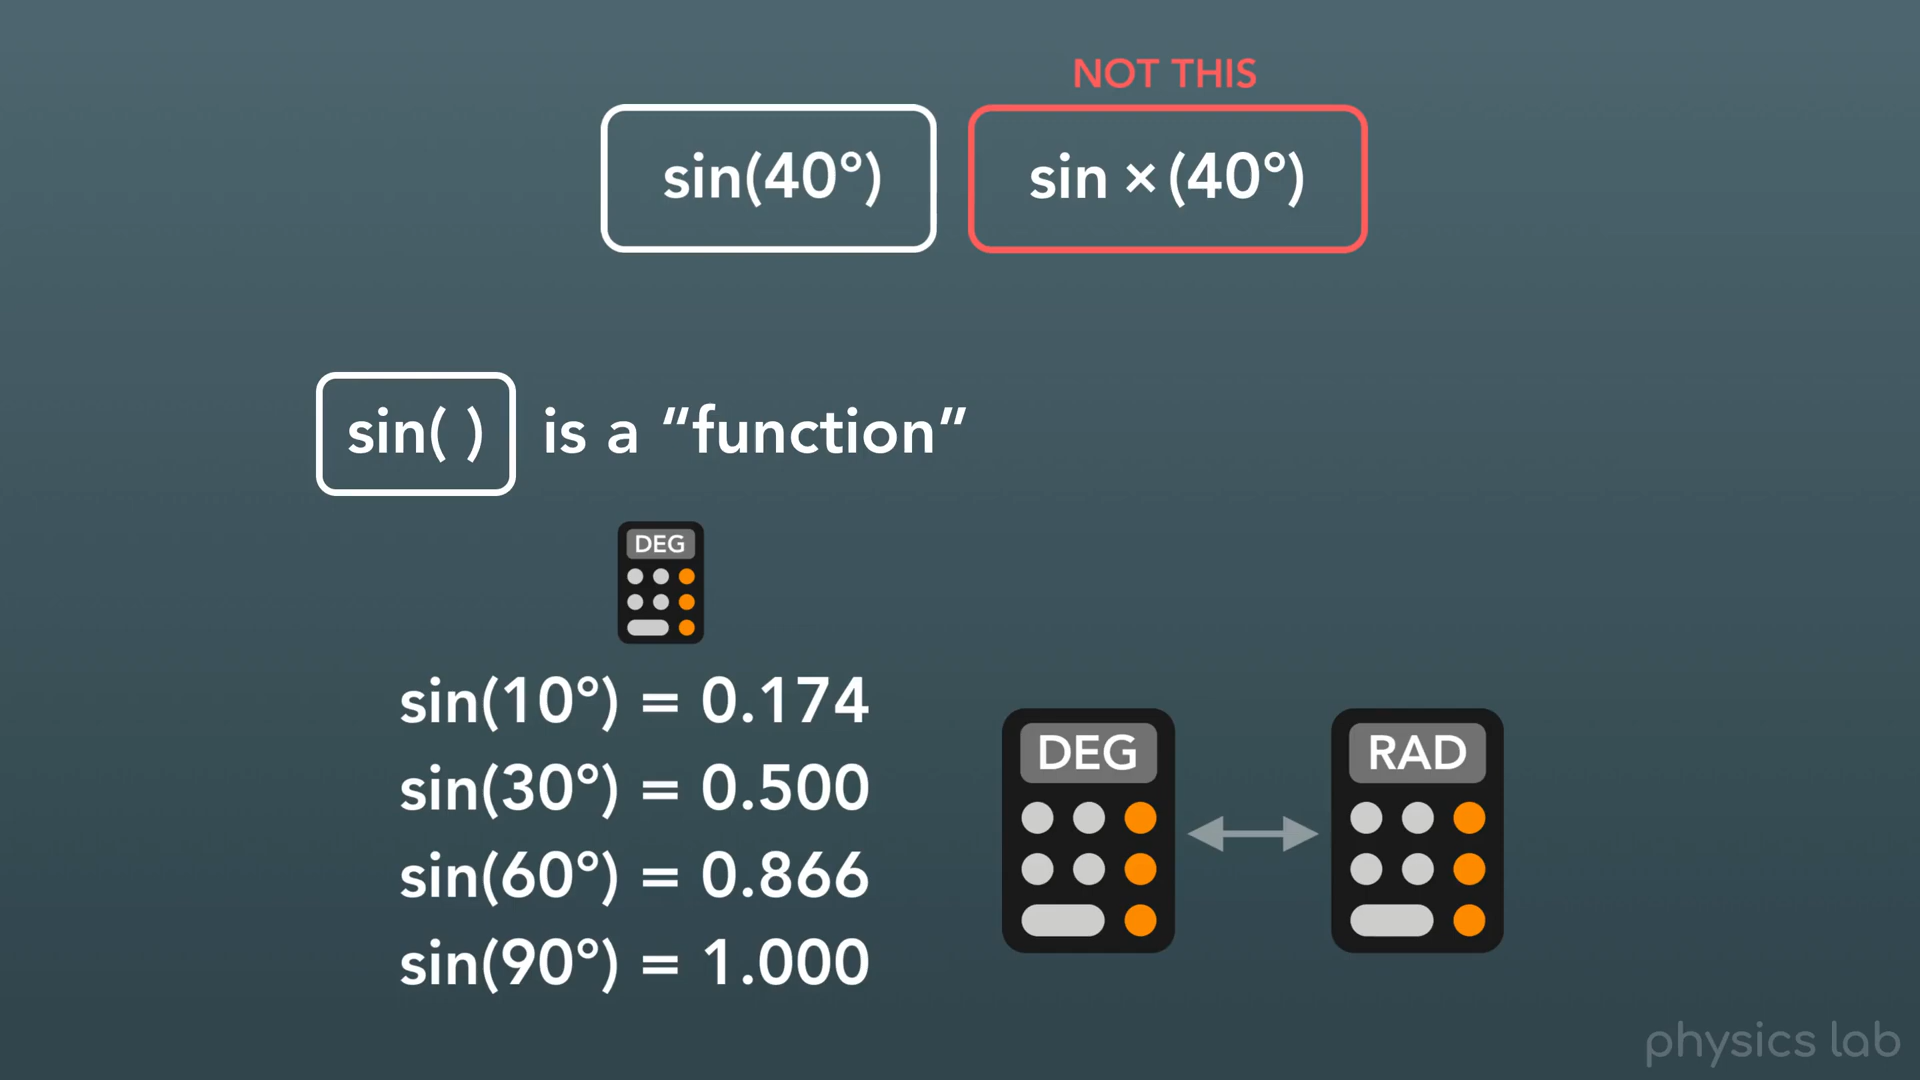 NOT THIS
sin(40°)
sin × (40°)
sin( ) is a “function”
DEG
sin(10°) = 0.174
sin(30°) = 0.500
sin(60°) = 0.866
sin(90°) = 1.000
DEG
RAD
physics lab